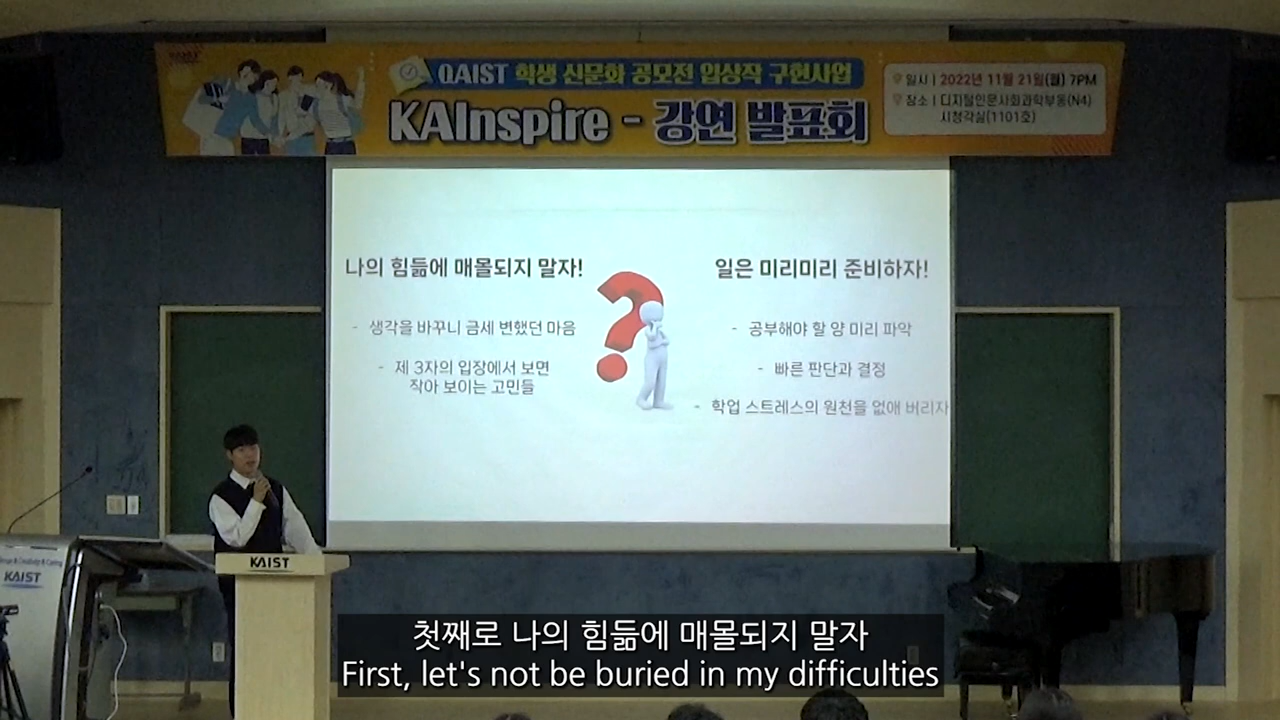 QAIST 학생 신문화 공모전 입상작 구현사업
KAInspire - 강연 발표회
일시 | 2022년 11월 21일(월) 7PM
장소 | 디지털인문사회과학부동(N4)
시청각실(1101호)
나의 힘듦에 매몰되지 말자!
- 생각을 바꾸니 금세 변했던 마음
- 제 3자의 입장에서 보면
작아 보이는 고민들
일은 미리미리 준비하자!
- 공부해야 할 양 미리 파악
- 빠른 판단과 결정
- 학업 스트레스의 원천을 없애 버리자
KAIST
KAIST
첫째로 나의 힘듦에 매몰되지 말자
First, let's not be buried in my difficulties